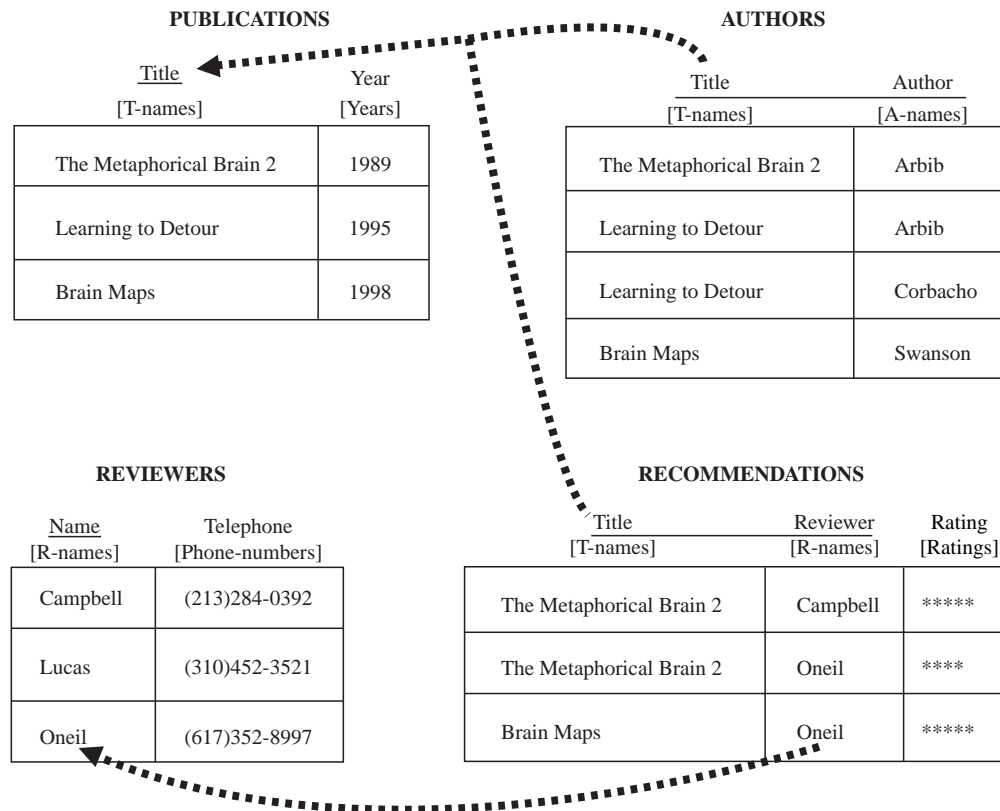 PUBLICATIONS
Title Year
[T-names] [Years]
The Metaphorical Brain 2 1989
Learning to Detour 1995
Brain Maps 1998
AUTHORS
Title Author
[T-names] [A-names]
The Metaphorical Brain 2 Arbib
Learning to Detour Arbib
Learning to Detour Corbacho
Brain Maps Swanson
REVIEWERS
Name Telephone
[R-names] [Phone-numbers]
Campbell (213)284-0392
Lucas (310)452-3521
Oneil (617)352-8997
RECOMMENDATIONS
Title Reviewer Rating
[T-names] [R-names] [Ratings]
The Metaphorical Brain 2 Campbell *****
The Metaphorical Brain 2 Oneil ****
Brain Maps Oneil *****